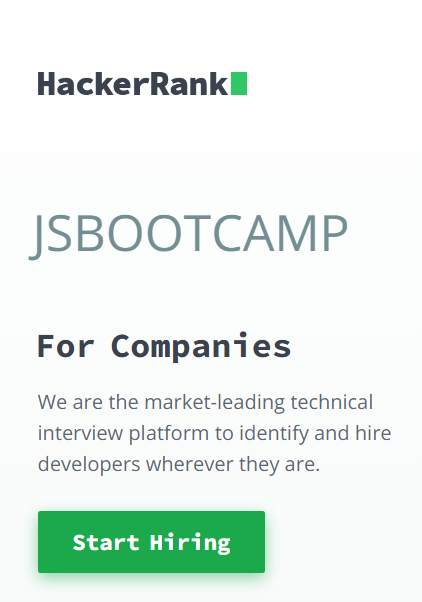 HackerRank
JSBOOTCAMP
For Companies
We are the market-leading technical
interview platform to identify and hire
developers wherever they are.
Start Hiring